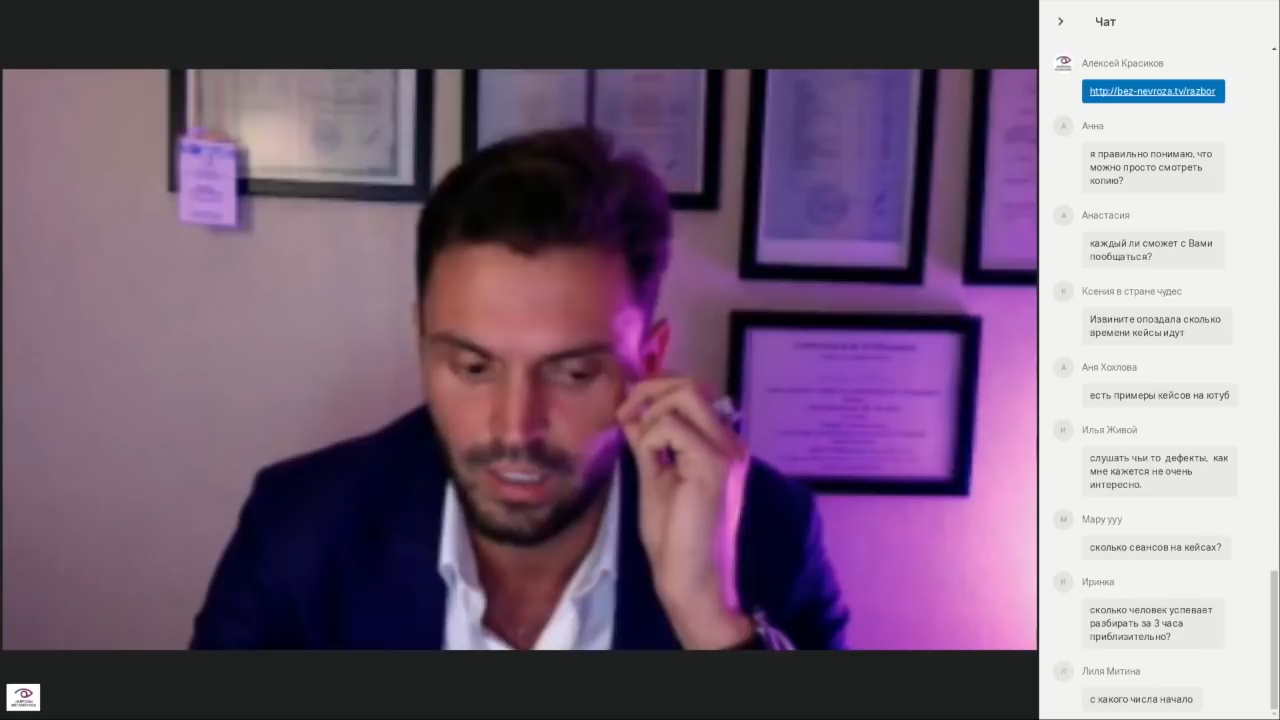 Чат
Алексей Красиков
http://bez-nevroza.tv/razbor
Анна
я правильно понимаю, что
можно просто смотреть
копию?
Анастасия
каждый ли сможет с Вами
пообщаться?
Ксения в стране чудес
Извините опоздала сколько
времени кейсы идут
Аня Хохлова
есть примеры кейсов на ютуб
Илья Живой
слушать чьи то дефекты, как
мне кажется не очень
интересно.
Мару ууу
сколько сеансов на кейсах?
Иринка
сколько человек успевает
разбирать за 3 часа
приблизительно?
Лиля Митина
с какого числа начало